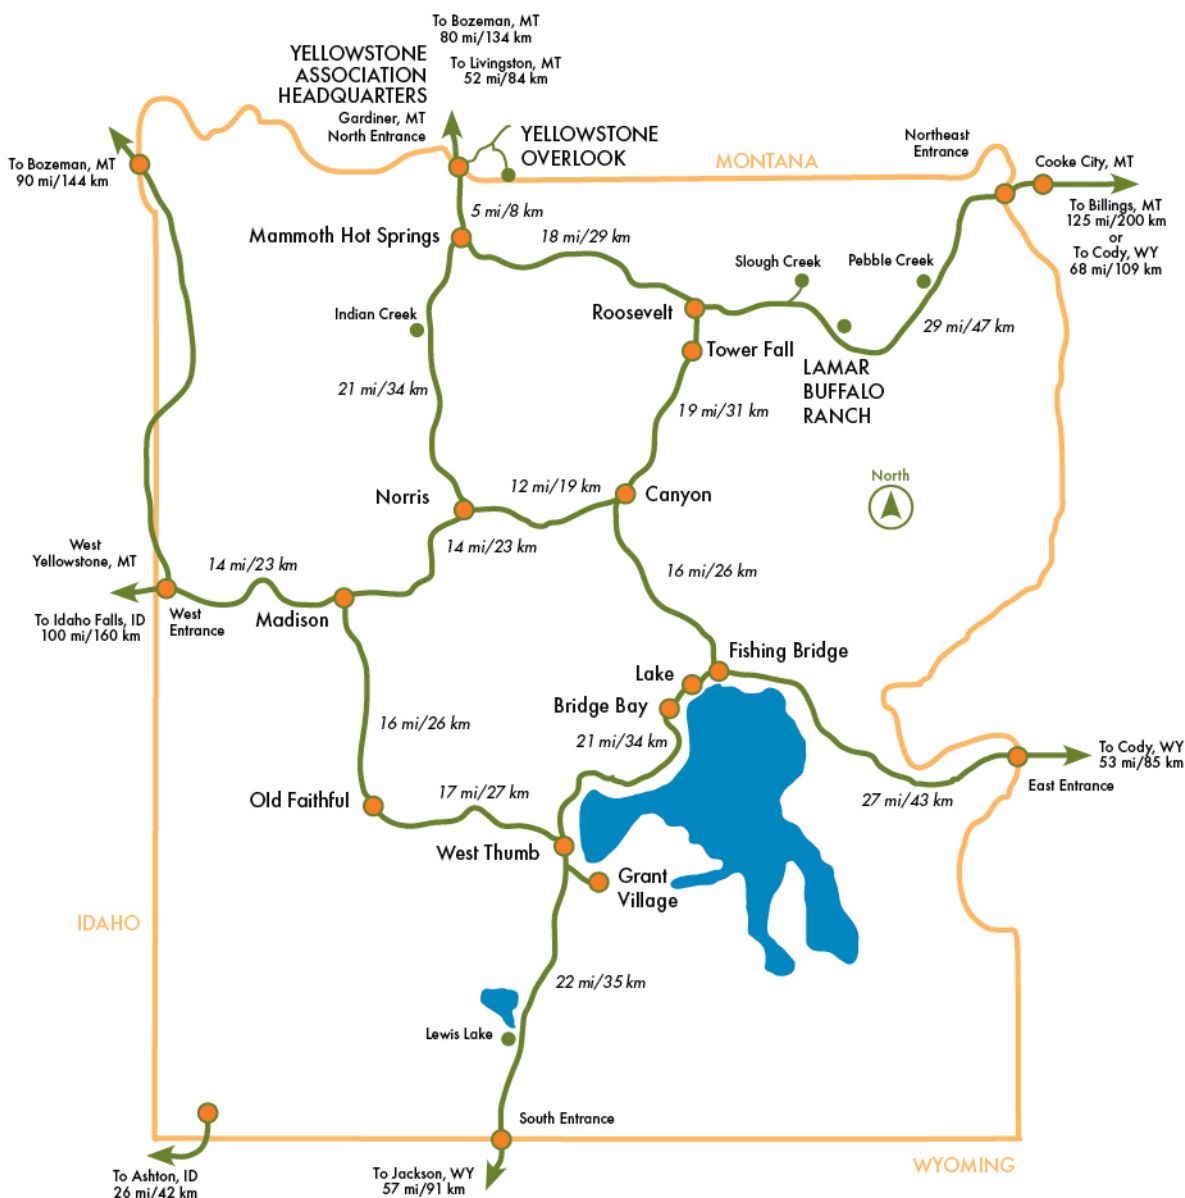 To Bozeman, MT
80 mi/134 km
To Livingston, MT
52 mi/84 km
YELLOWSTONE
ASSOCIATION
HEADQUARTERS
Gardiner, MT
North Entrance
YELLOWSTONE
OVERLOOK
MONTANA
Northeast
Entrance
Cooke City, MT
To Billings, MT
125 mi/200 km
or
To Cody, WY
68 mi/109 km
To Bozeman, MT
90 mi/144 km
5 mi/8 km
Mammoth Hot Springs
18 mi/29 km
Slough Creek
Pebble Creek
Indian Creek
Roosevelt
29 mi/47 km
Tower Fall
LAMAR
BUFFALO
RANCH
21 mi/34 km
19 mi/31 km
North
Norris
12 mi/19 km
Canyon
West
Yellowstone, MT
14 mi/23 km
14 mi/23 km
16 mi/26 km
To Idaho Falls, ID
100 mi/160 km
West
Entrance
Madison
Fishing Bridge
Lake
Bridge Bay
21 mi/34 km
16 mi/26 km
To Cody, WY
53 mi/85 km
East Entrance
27 mi/43 km
Old Faithful
17 mi/27 km
West Thumb
Grant
Village
IDAHO
22 mi/35 km
Lewis Lake
South Entrance
To Ashton, ID
26 mi/42 km
To Jackson, WY
57 mi/91 km
WYOMING